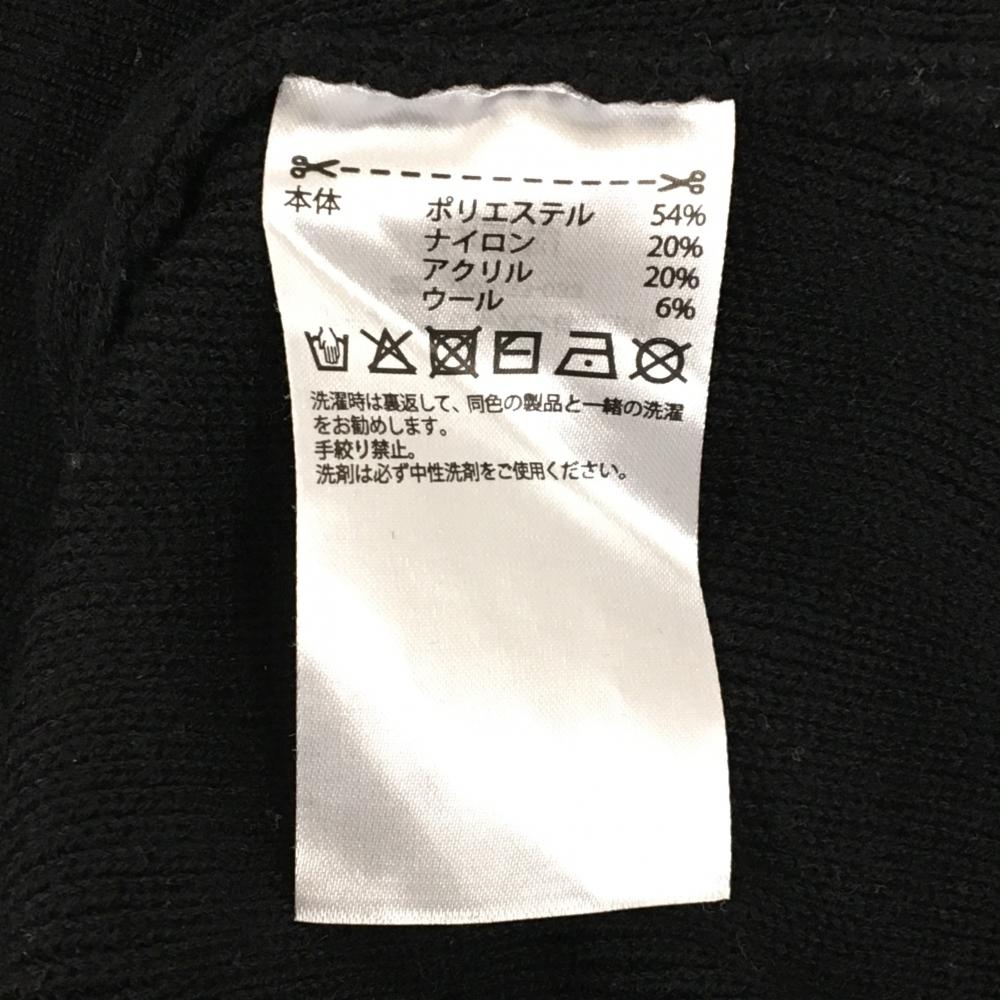 本体
ポリエステル 54%
ナイロン 20%
アクリル 20%
ウール 6%
洗濯時は裏返して、同色の製品と一緒の洗濯
をお勧めします。
手絞り禁止。
洗剤は必ず中性洗剤をご使用ください。